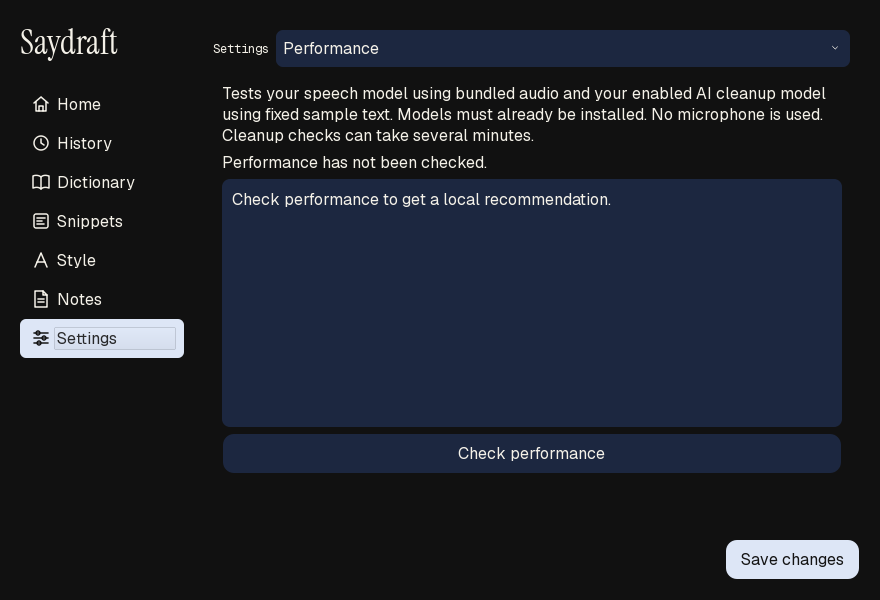 Saydraft
Home
History
Dictionary
Snippets
Style
Notes
Settings
Settings
Performance
Tests your speech model using bundled audio and your enabled AI cleanup model
using fixed sample text. Models must already be installed. No microphone is used.
Cleanup checks can take several minutes.
Performance has not been checked.
Check performance to get a local recommendation.
Check performance
Save changes